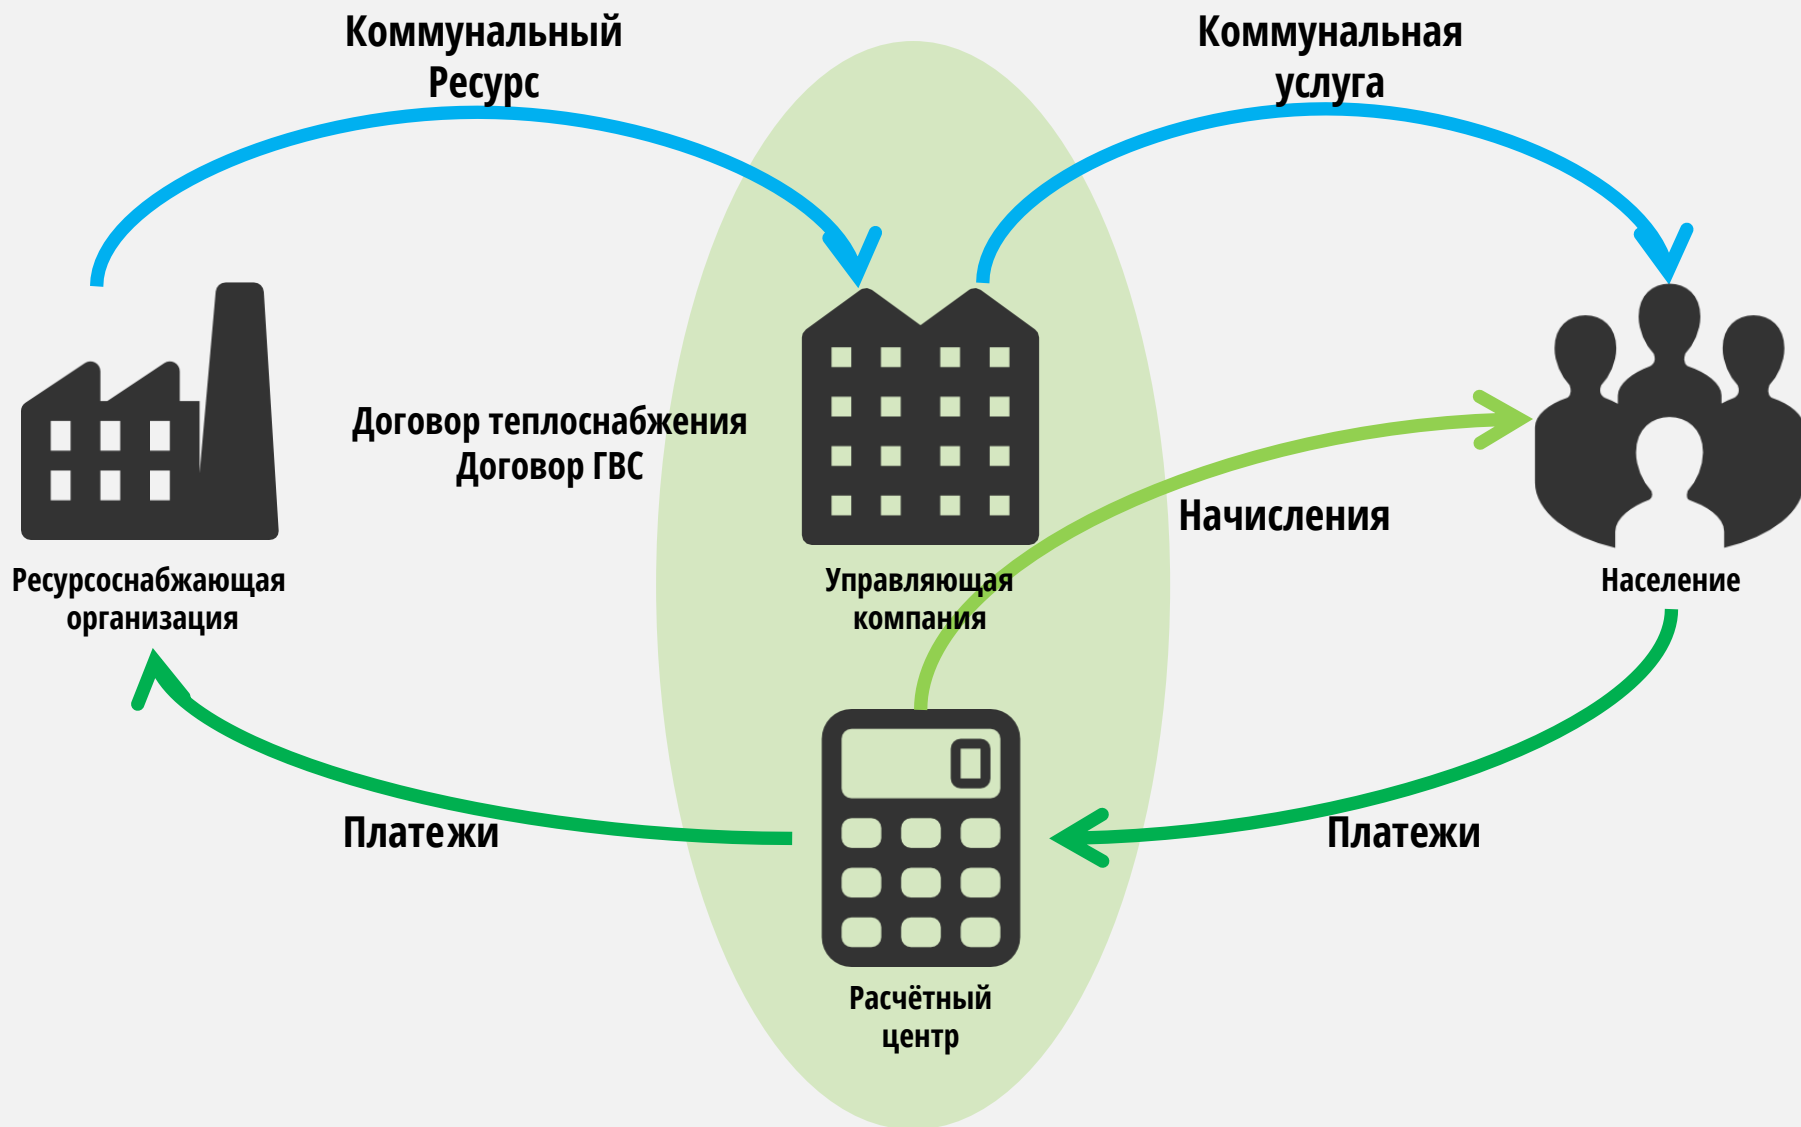 Коммунальный
Ресурс
Коммунальная
услуга
Договор теплоснабжения
Договор ГВС
Начисления
Ресурсоснабжающая
организация
Управляющая
компания
Население
Платежи
Платежи
Расчётный
центр